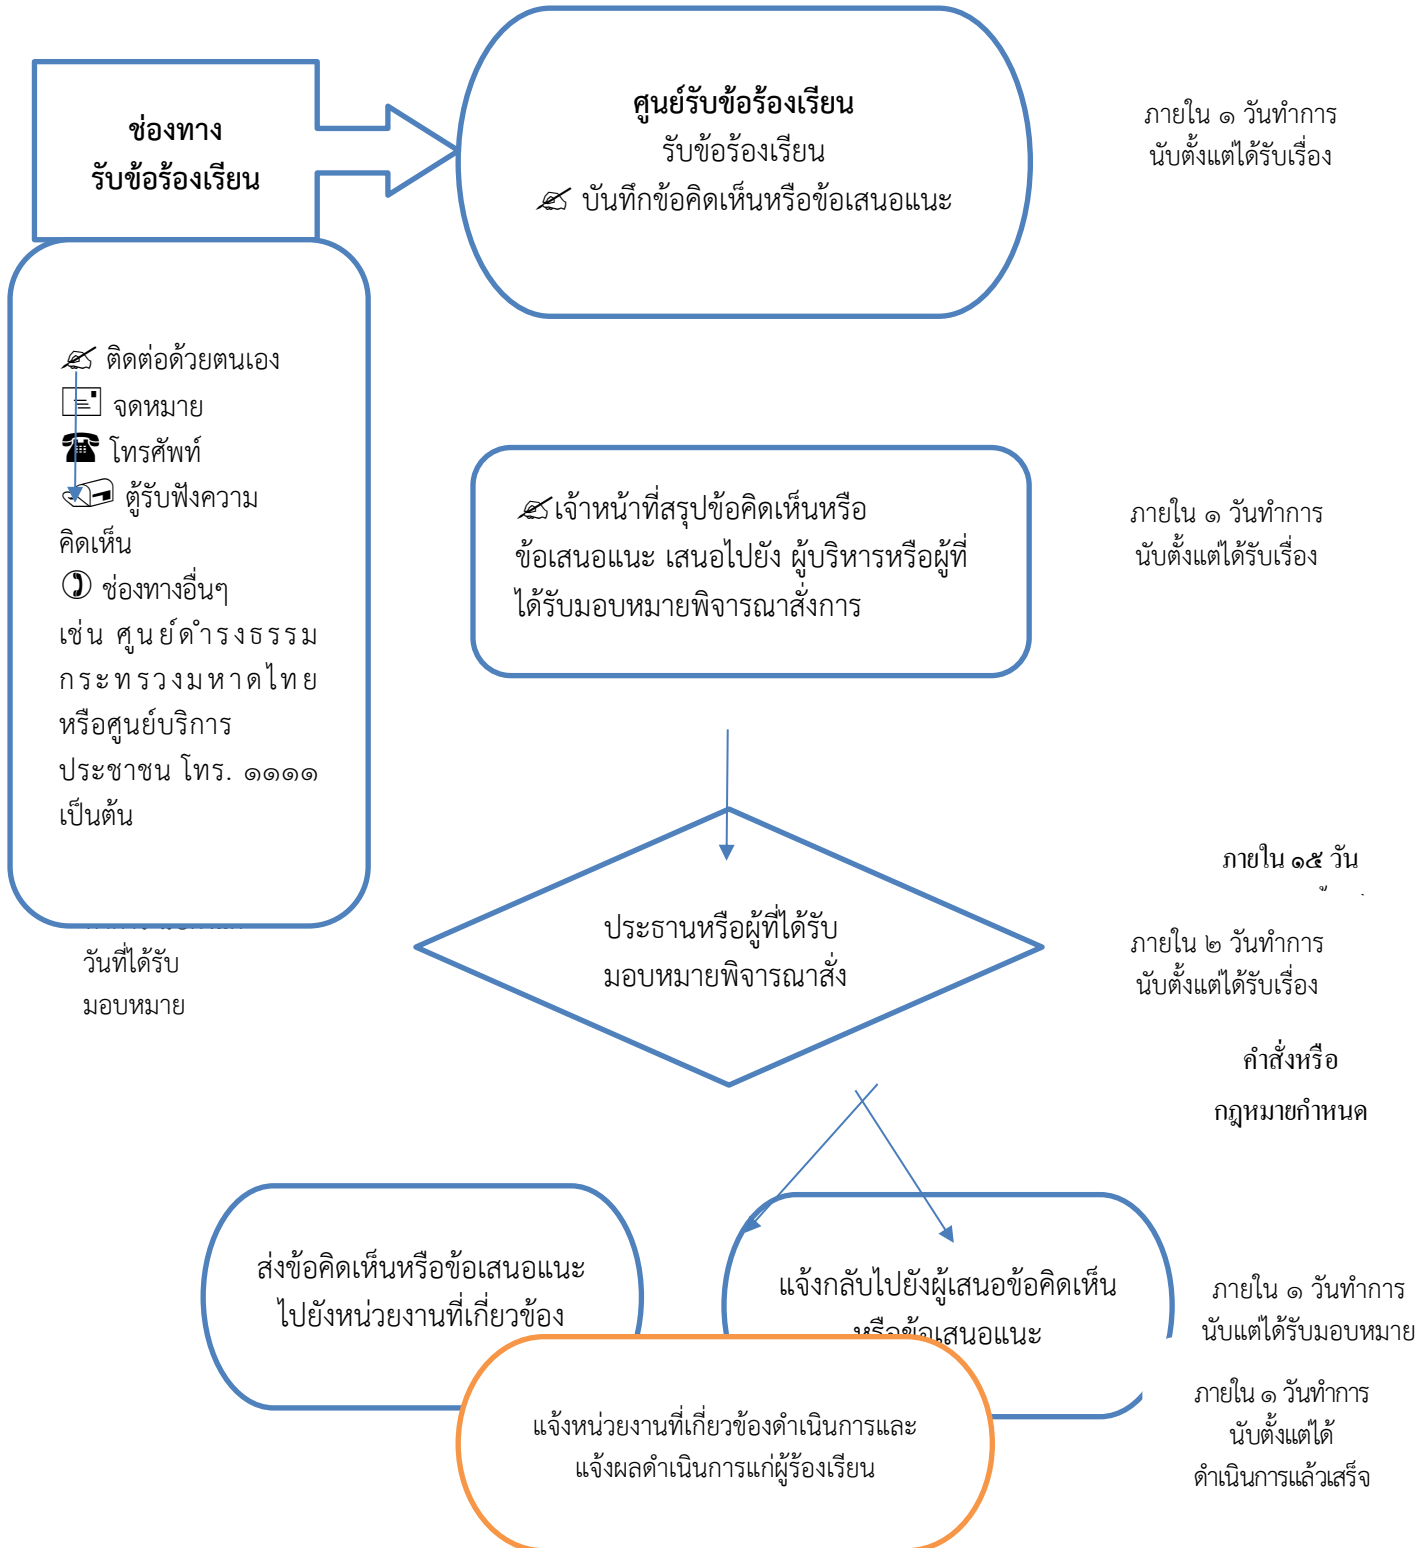 ช่องทาง
รับข้อร้องเรียน
ศูนย์รับข้อร้องเรียน
รับข้อร้องเรียน
บันทึกข้อคิดเห็นหรือข้อเสนอแนะ
ภายใน ๑ วันทำการ
นับตั้งแต่ได้รับเรื่อง
ติดต่อด้วยตนเอง
จดหมาย
โทรศัพท์
ตู้รับฟังความ
คิดเห็น
ช่องทางอื่นๆ
เช่น ศูนย์ดำรงธรรม
กระทรวงมหาดไทย
หรือศูนย์บริการ
ประชาชน โทร. ๑๑๑๑
เป็นต้น
เจ้าหน้าที่สรุปข้อคิดเห็นหรือ
ข้อเสนอแนะ เสนอไปยัง ผู้บริหารหรือผู้ที่
ได้รับมอบหมายพิจารณาสั่งการ
ภายใน ๑ วันทำการ
นับตั้งแต่ได้รับเรื่อง
ภายใน ๑๕ วัน
วันที่ได้รับ
มอบหมาย
ประธานหรือผู้ที่ได้รับ
มอบหมายพิจารณาสั่ง
ภายใน ๒ วันทำการ
นับตั้งแต่ได้รับเรื่อง
คำสั่งหรือ
กฎหมายกำหนด
ส่งข้อคิดเห็นหรือข้อเสนอแนะ
ไปยังหน่วยงานที่เกี่ยวข้อง
แจ้งกลับไปยังผู้เสนอข้อคิดเห็น
หรือข้อเสนอแนะ
ภายใน ๑ วันทำการ
นับแต่ได้รับมอบหมาย
แจ้งหน่วยงานที่เกี่ยวข้องดำเนินการและ
แจ้งผลดำเนินการแก่ผู้ร้องเรียน
ภายใน ๑ วันทำการ
นับตั้งแต่ได้
ดำเนินการแล้วเสร็จ